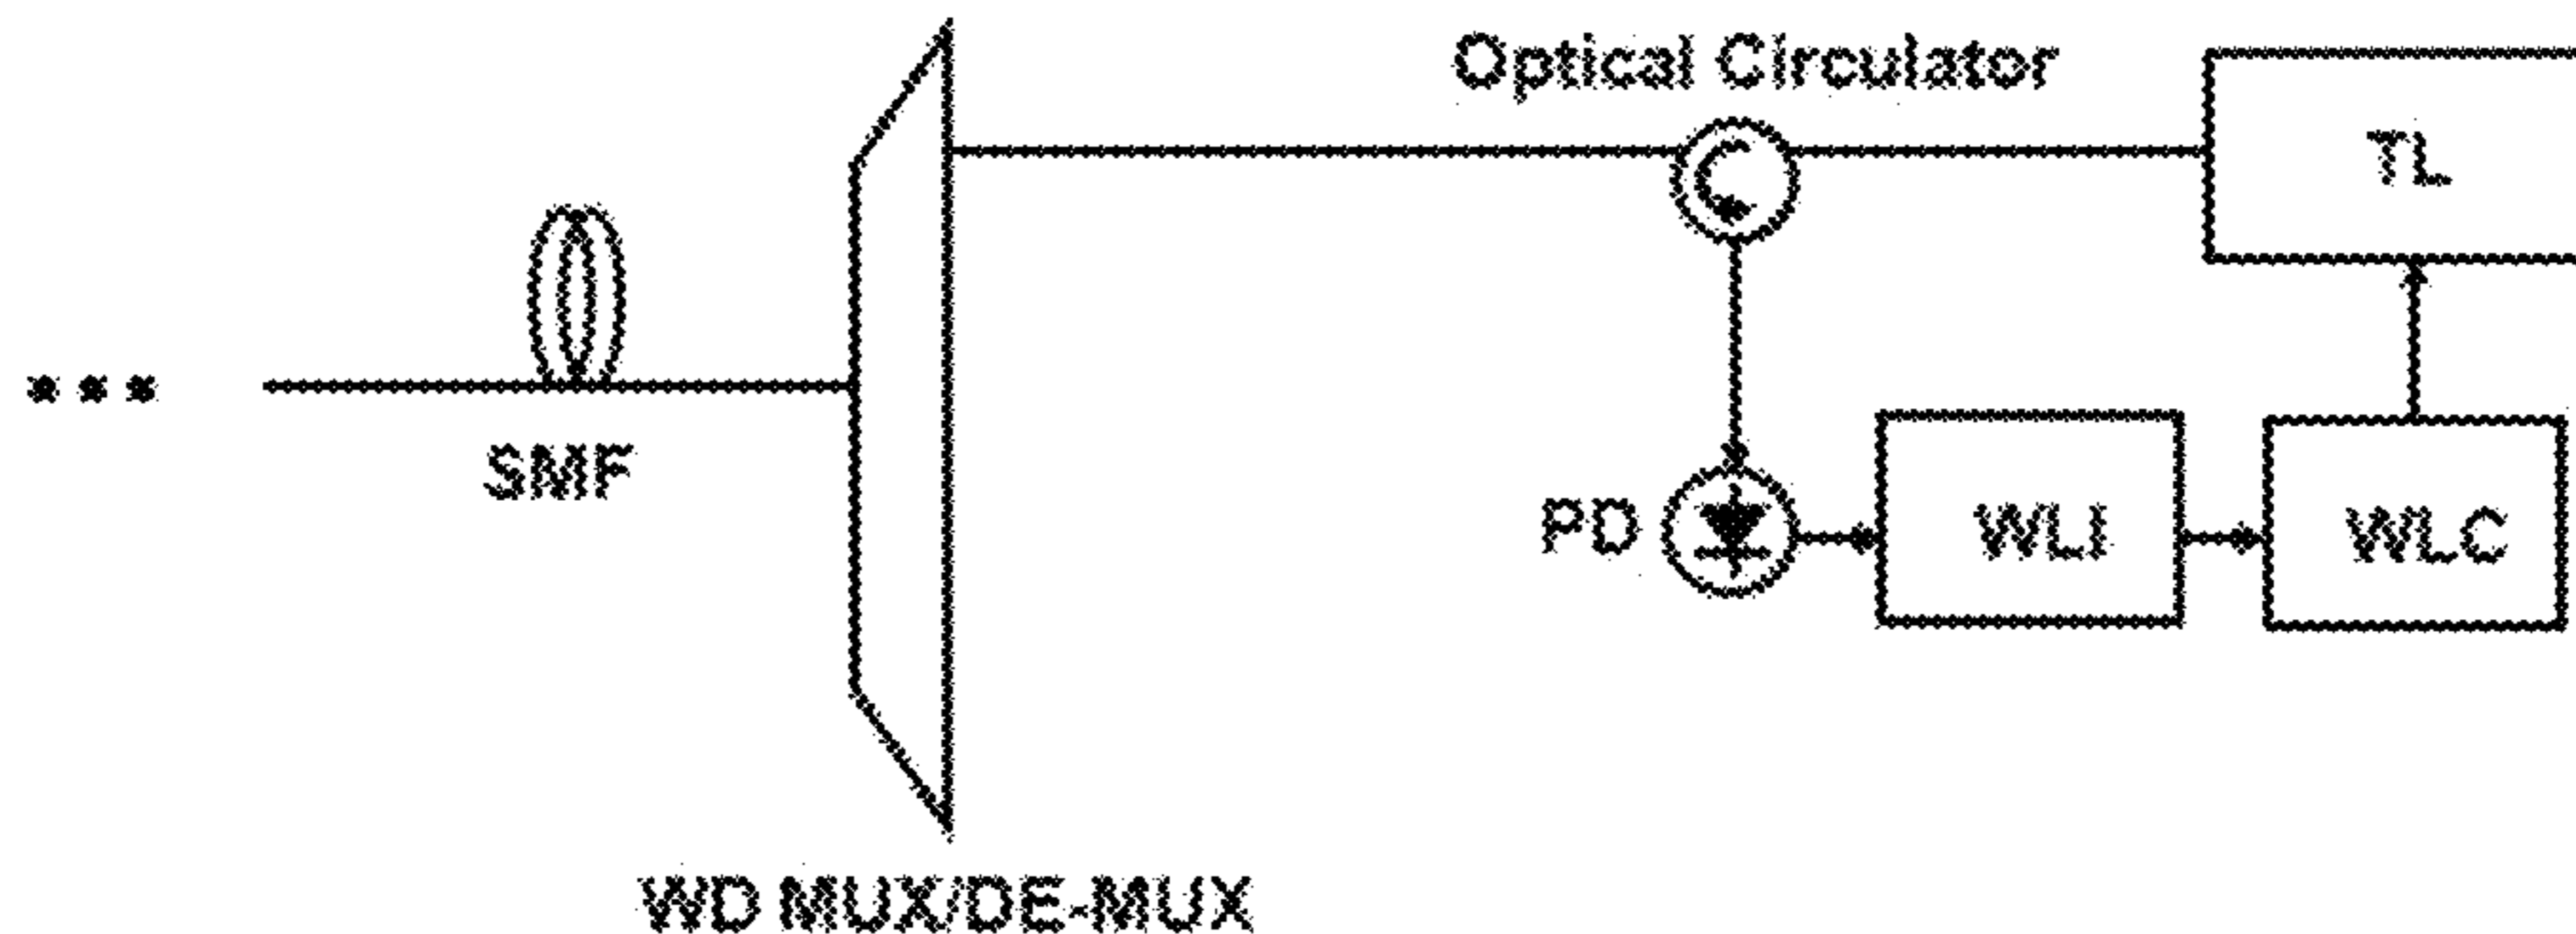 Optical Circulator
TL
SMF
PD
WLI
WLC
WD MUX/DE-MUX